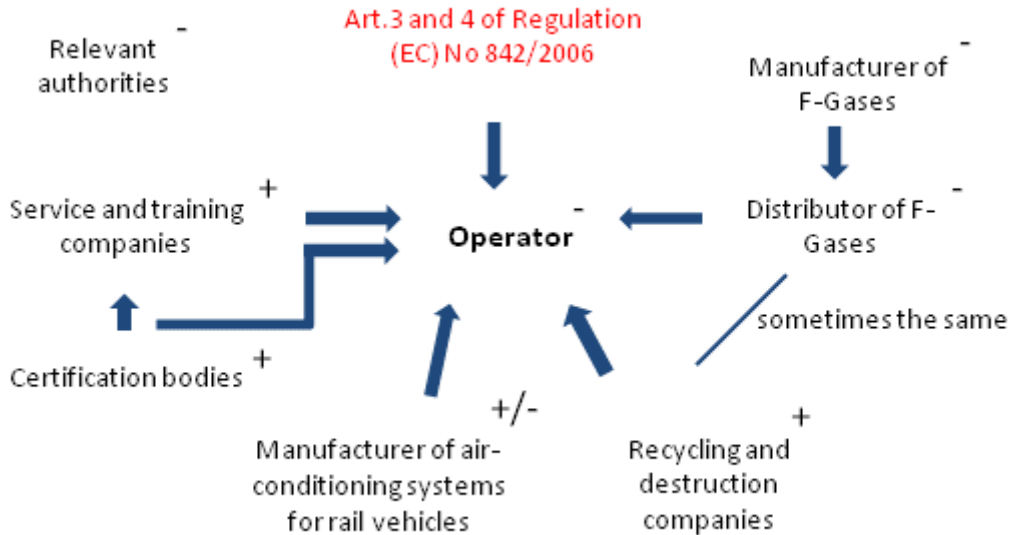 Art.3 and 4 of Regulation
(EC) No 842/2006
-
Relevant
authorities
-
Manufacturer of
F-Gases
+
Service and training
companies
-
Operator
-
Distributor of F-
Gases
sometimes the same
+
Certification bodies
+/-
Manufacturer of air-
conditioning systems
for rail vehicles
+
Recycling and
destruction
companies